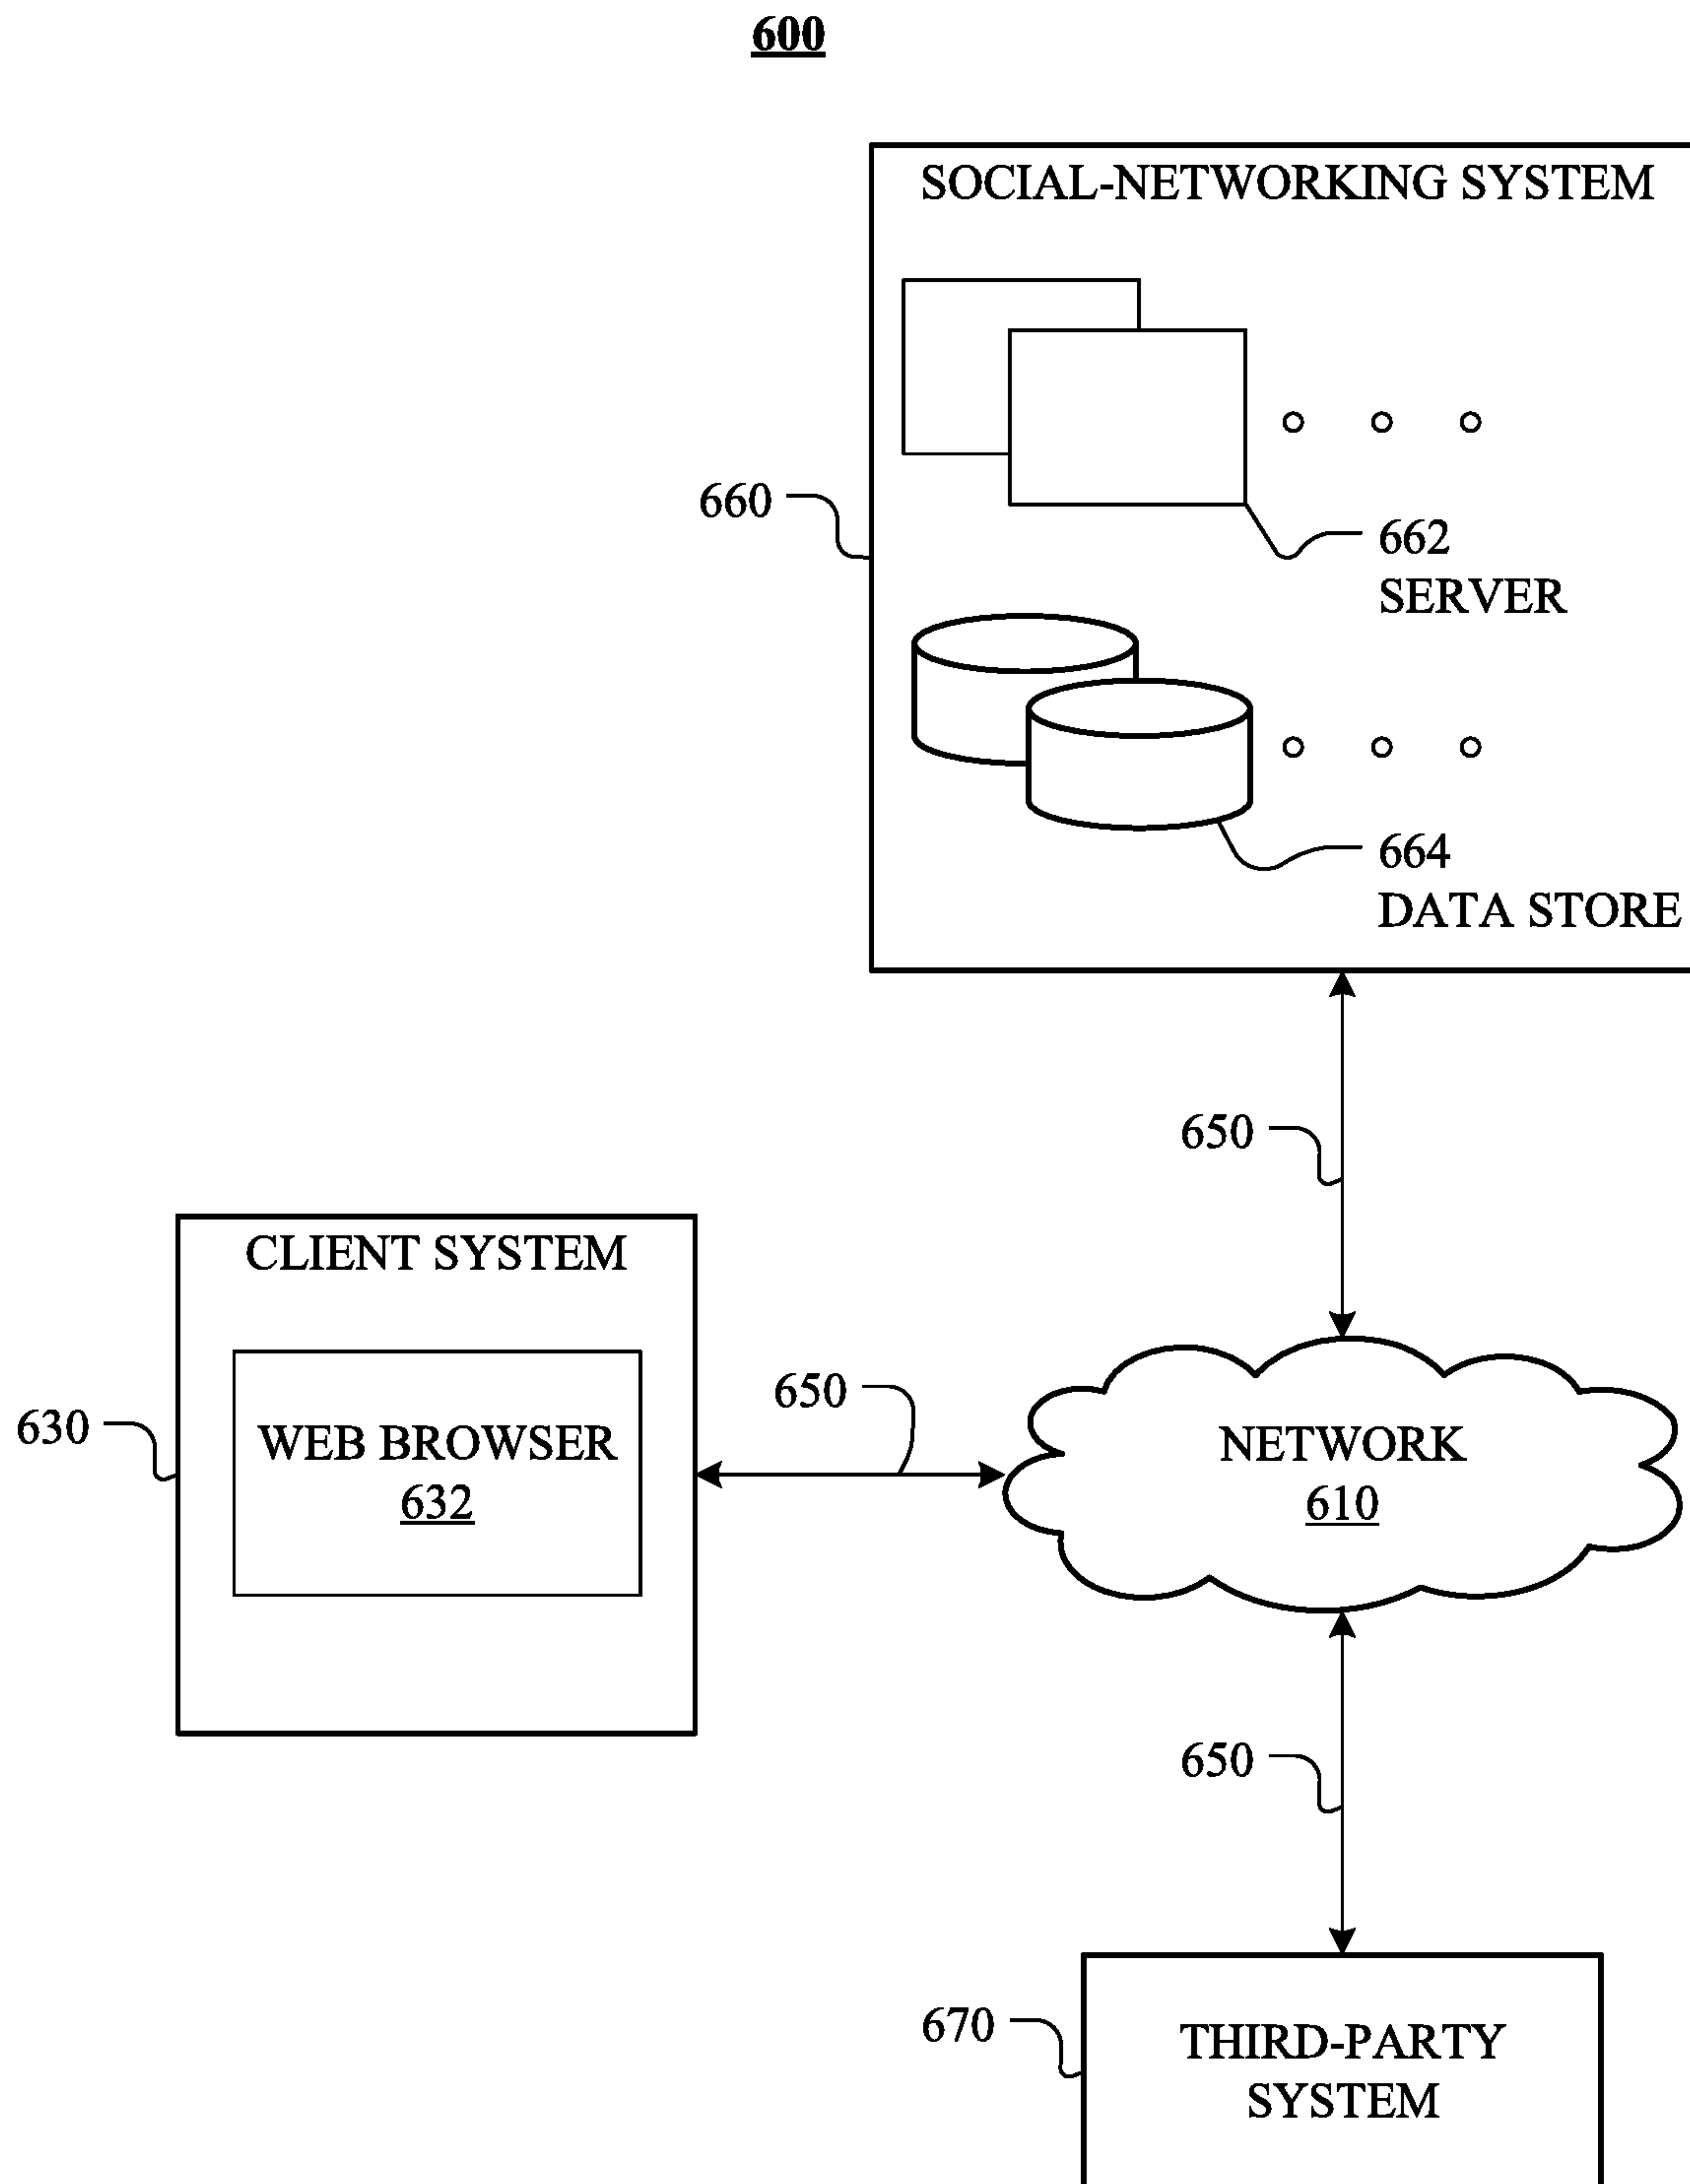 600
SOCIAL-NETWORKING SYSTEM
660
662
SERVER
664
DATA STORE
650
CLIENT SYSTEM
630
WEB BROWSER
632
650
NETWORK
610
650
670
THIRD-PARTY
SYSTEM